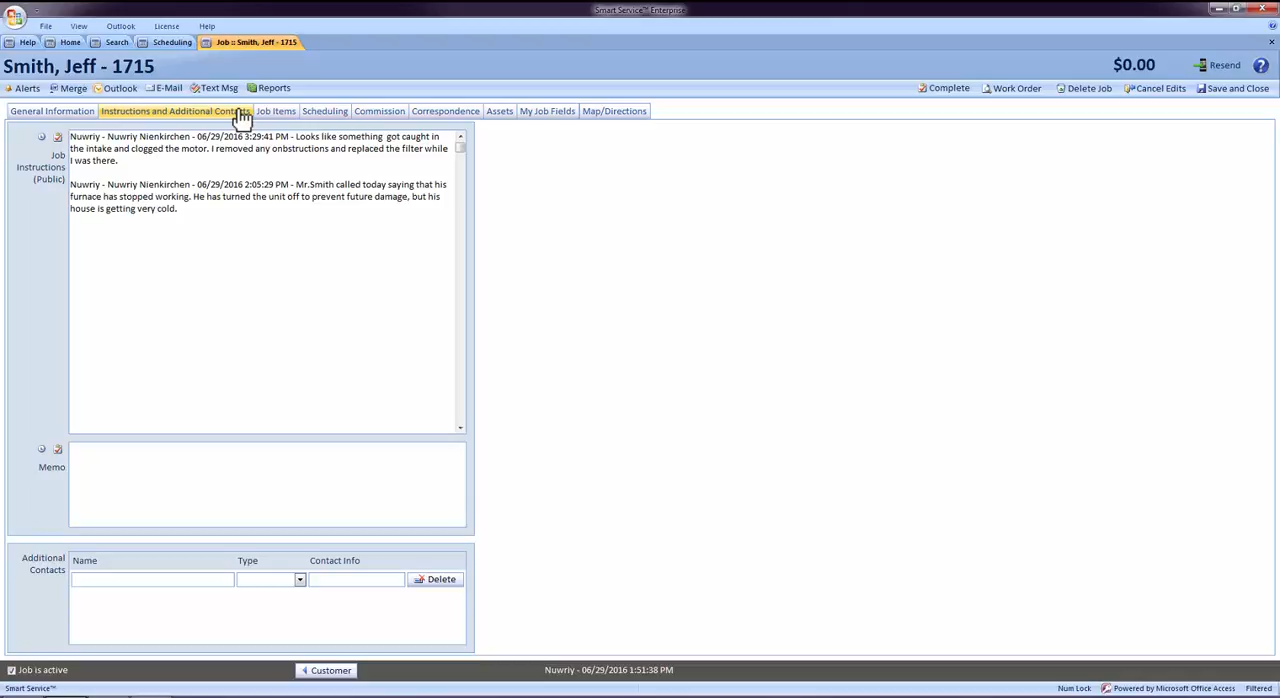 Smart Service™ Enterprise
File View Outlook License Help
Help Home Search Scheduling Job :: Smith, Jeff - 1715
Smith, Jeff - 1715 $0.00 Resend
Alerts Merge Outlook E-Mail Text Msg Reports Complete Work Order Delete Job Cancel Edits Save and Close
General Information Instructions and Additional Contacts Job Items Scheduling Commission Correspondence Assets My Job Fields Map/Directions
Job Instructions (Public)
Nuwriy - Nuwriy Nienkirchen - 06/29/2016 3:29:41 PM - Looks like something got caught in
the intake and clogged the motor. I removed any onbstructions and replaced the filter while
I was there.
Nuwriy - Nuwriy Nienkirchen - 06/29/2016 2:05:29 PM - Mr.Smith called today saying that his
furnace has stopped working. He has turned the unit off to prevent future damage, but his
house is getting very cold.
Memo
Additional Contacts
Name Type Contact Info
Delete
Job is active Customer Nuwriy - 06/29/2016 1:51:38 PM
Smart Service™ Num Lock Powered by Microsoft Office Access Filtered